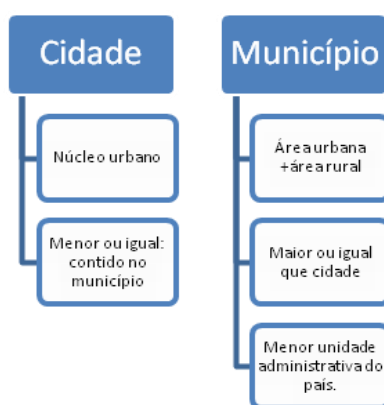 Cidade
Núcleo urbano
Menor ou igual:
contido no
município
Município
Área urbana
+área rural
Maior ou igual
que cidade
Menor unidade
administrativa do
país.